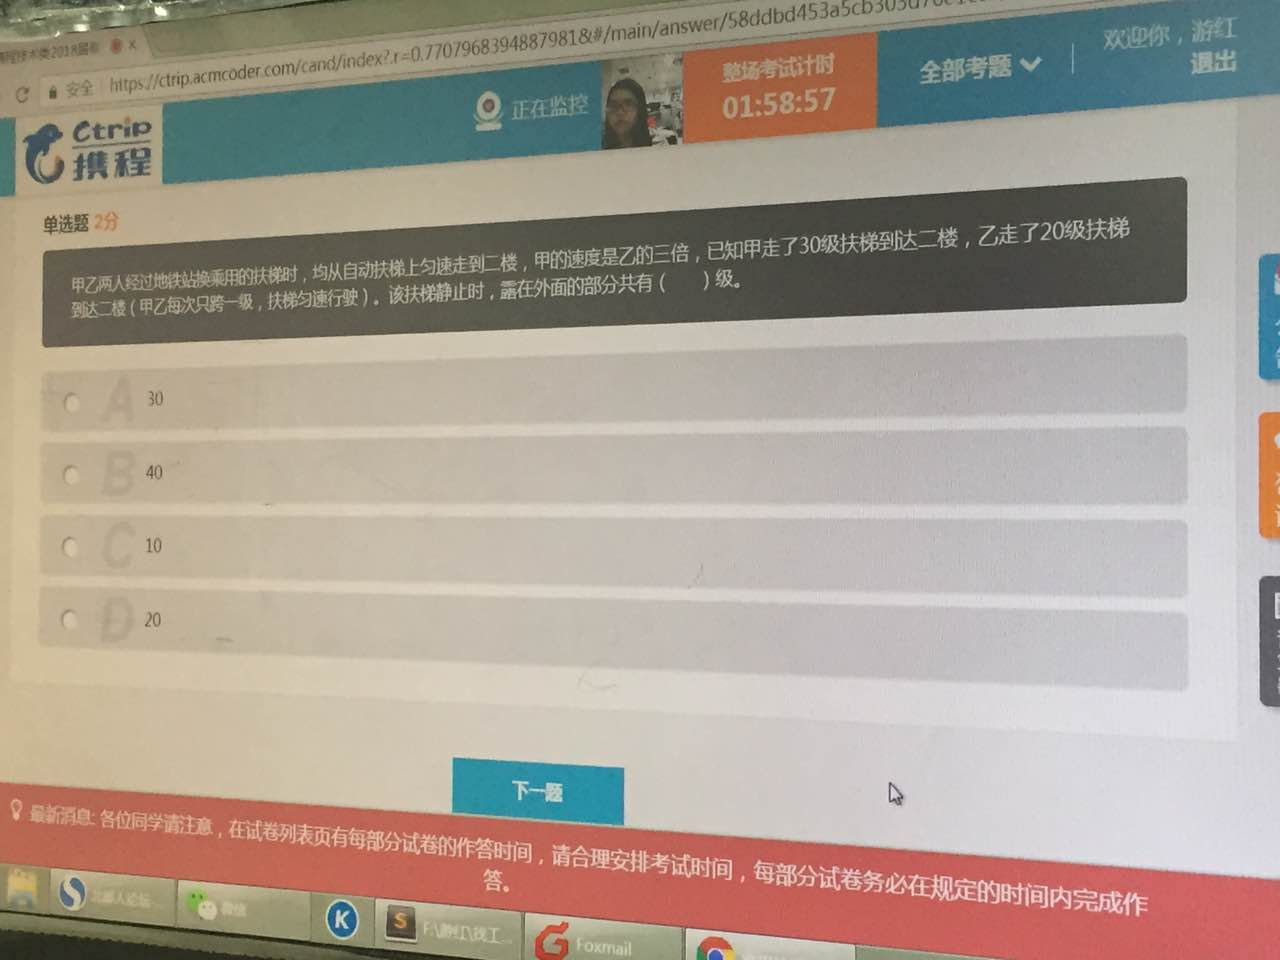 安全 https://ctrip.acmcoder.com/cand/index?.r=0.7707968394887981&#/main/answer/58ddbd453a5cb303d70e1c
Ctrip
携程
正在监控
整场考试计时
01:58:57
全部考题
欢迎你，游红
退出
单选题 2分
甲乙两人经过地铁站换乘用的扶梯时，均从自动扶梯上匀速走到二楼，甲的速度是乙的三倍，已知甲走了30级扶梯到达二楼，乙走了20级扶梯
到达二楼（甲乙每次只跨一级，扶梯匀速行驶）。该扶梯静止时，露在外面的部分共有（ ）级。
A 30
B 40
C 10
D 20
下一题
最新消息: 各位同学请注意，在试卷列表页有每部分试卷的作答时间，请合理安排考试时间，每部分试卷务必在规定的时间内完成作
答。
微信
K
S
F:\游红\找工...
Foxmail